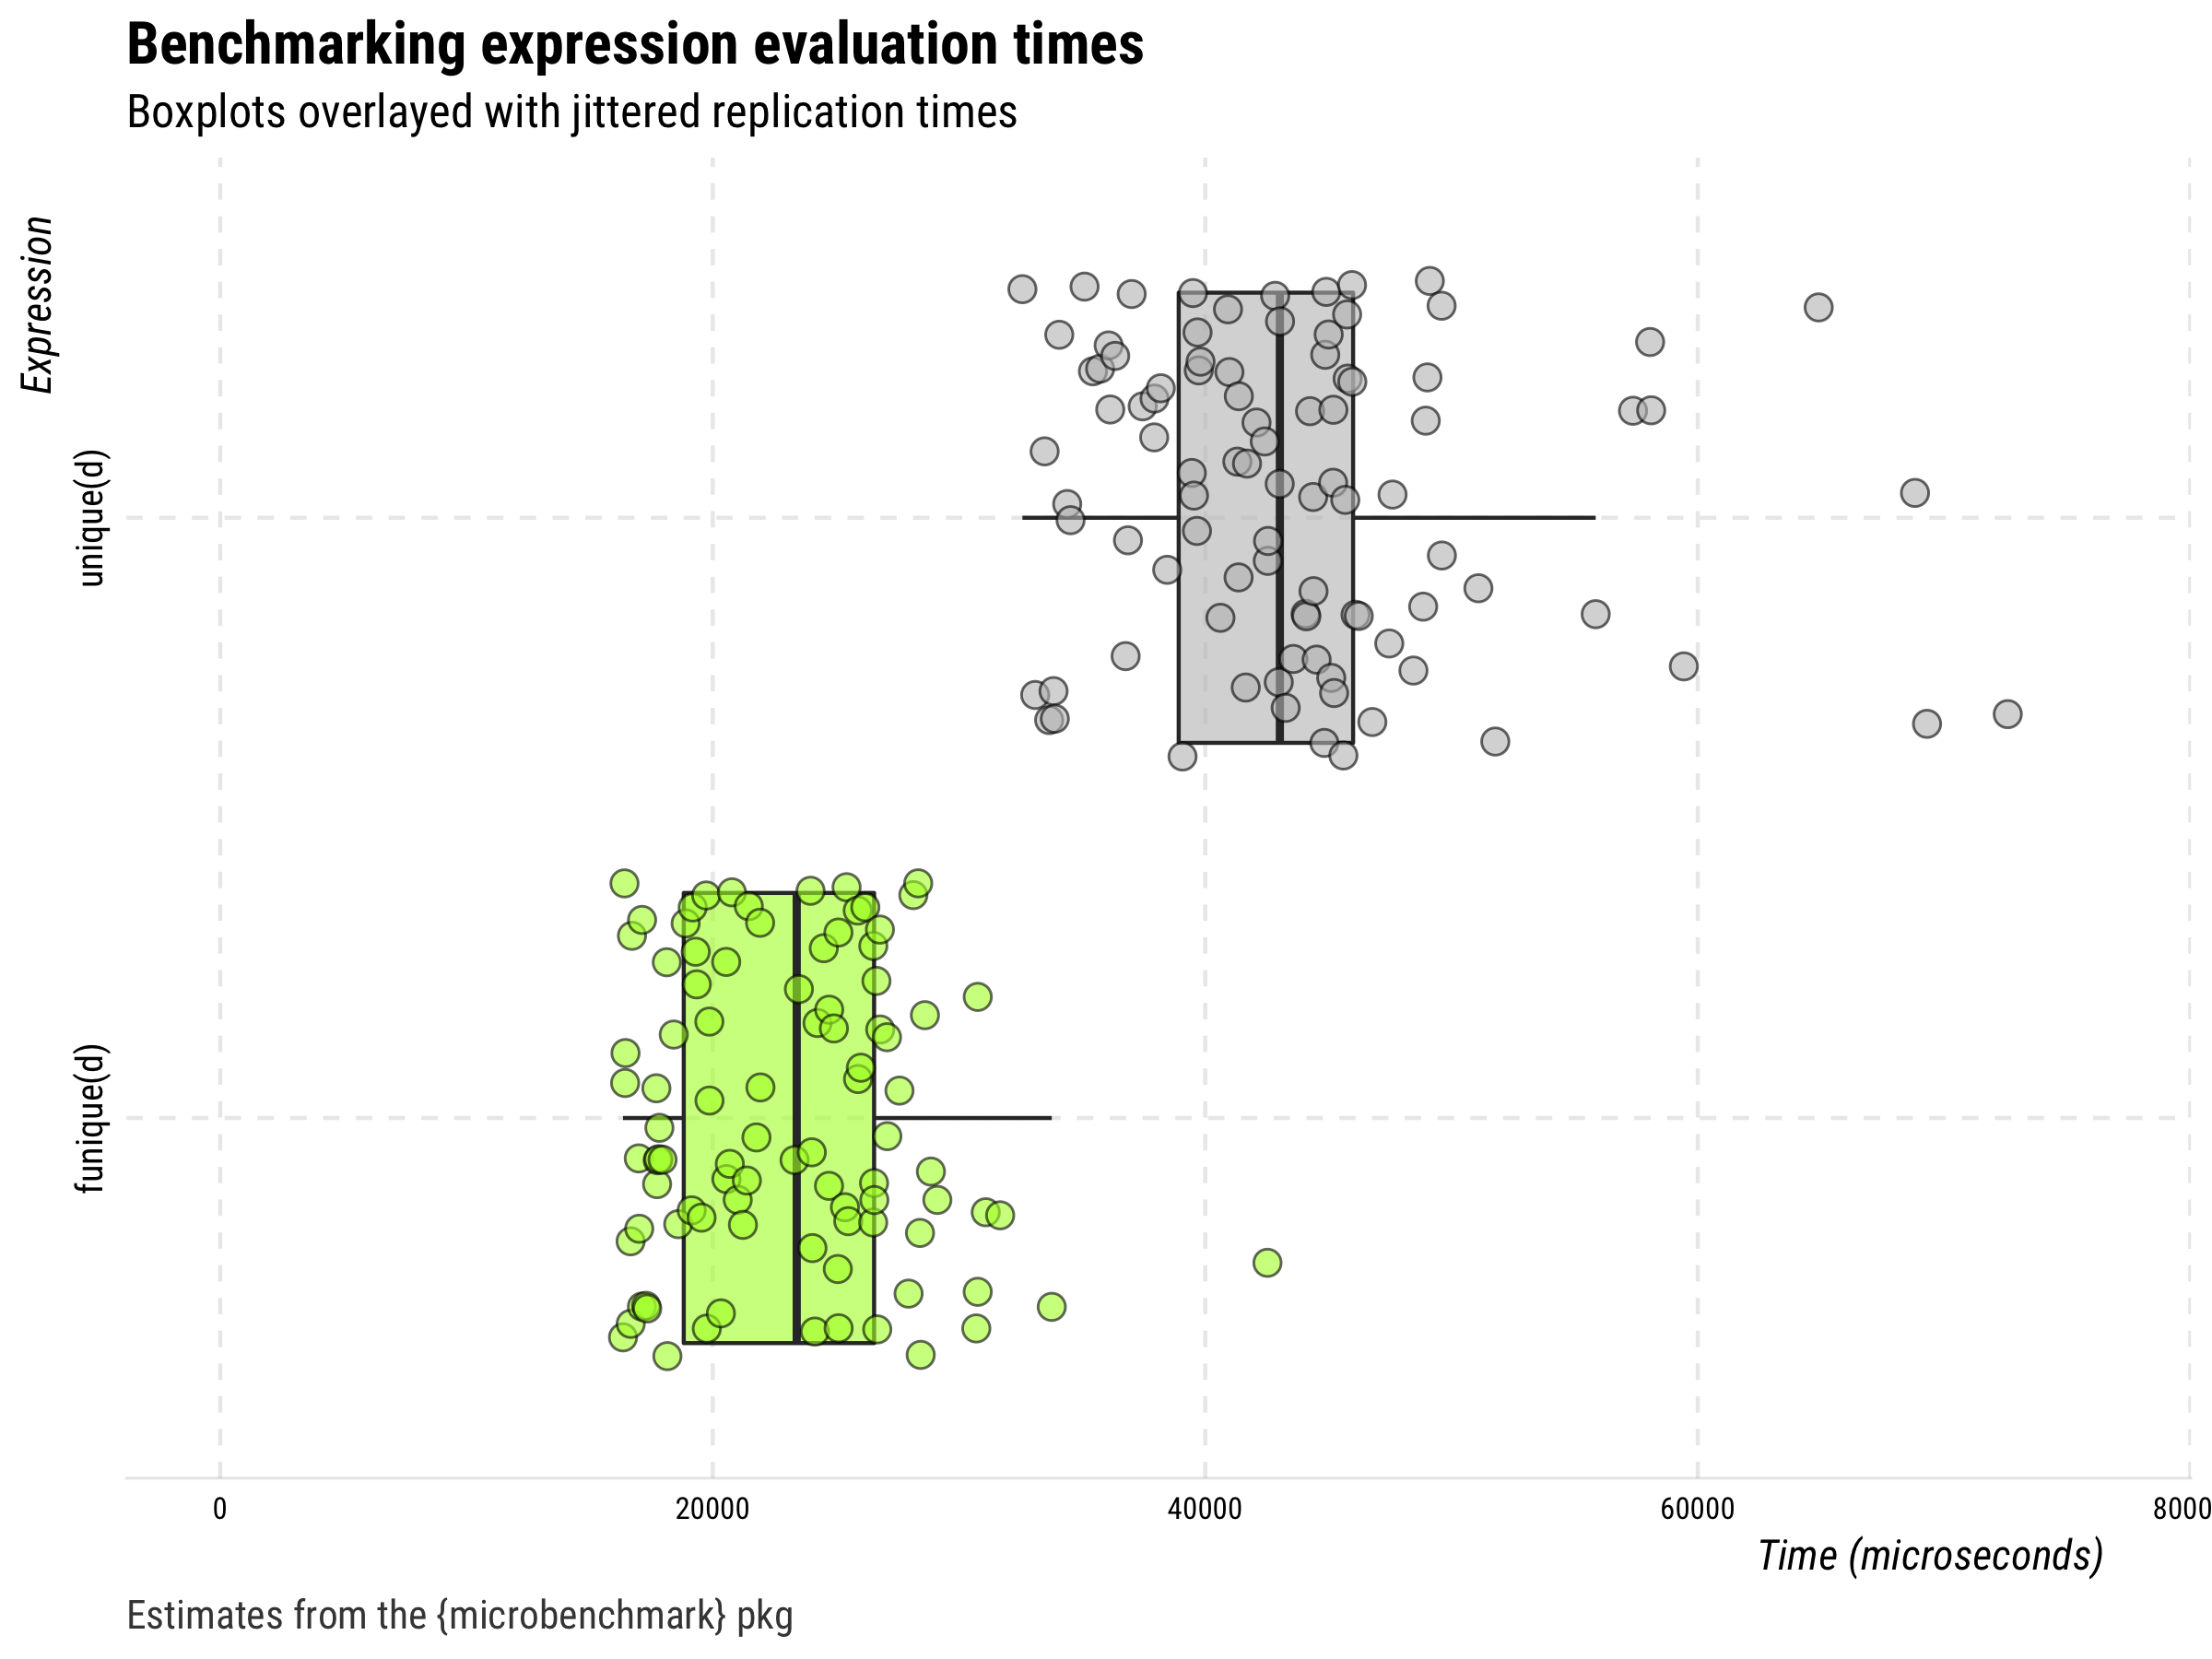 Benchmarking expression evaluation times
Boxplots overlayed with jittered replication times
Expression
unique(d)
funique(d)
0 20000 40000 60000 8000
Time (microseconds)
Estimates from the {microbenchmark} pkg